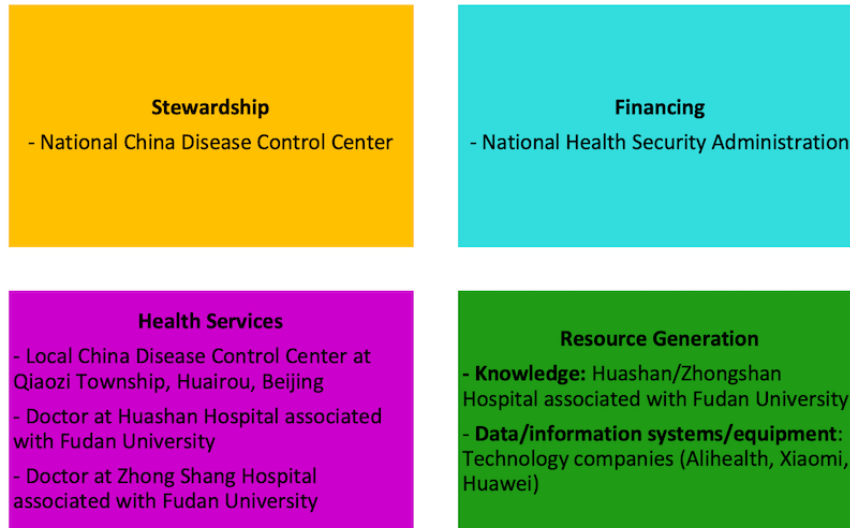 Stewardship
- National China Disease Control Center
Financing
- National Health Security Administration
Health Services
- Local China Disease Control Center at
Qiaozi Township, Huairou, Beijing
- Doctor at Huashan Hospital associated
with Fudan University
- Doctor at Zhong Shang Hospital
associated with Fudan University
Resource Generation
- Knowledge: Huashan/Zhongshan
Hospital associated with Fudan University
- Data/information systems/equipment:
Technology companies (Alihealth, Xiaomi,
Huawei)